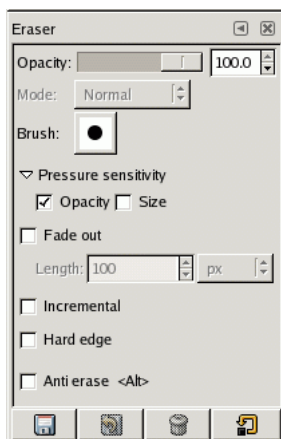 Eraser
Opacity: 100.0
Mode: Normal
Brush:
Pressure sensitivity
Opacity Size
Fade out
Length: 100 px
Incremental
Hard edge
Anti erase <Alt>